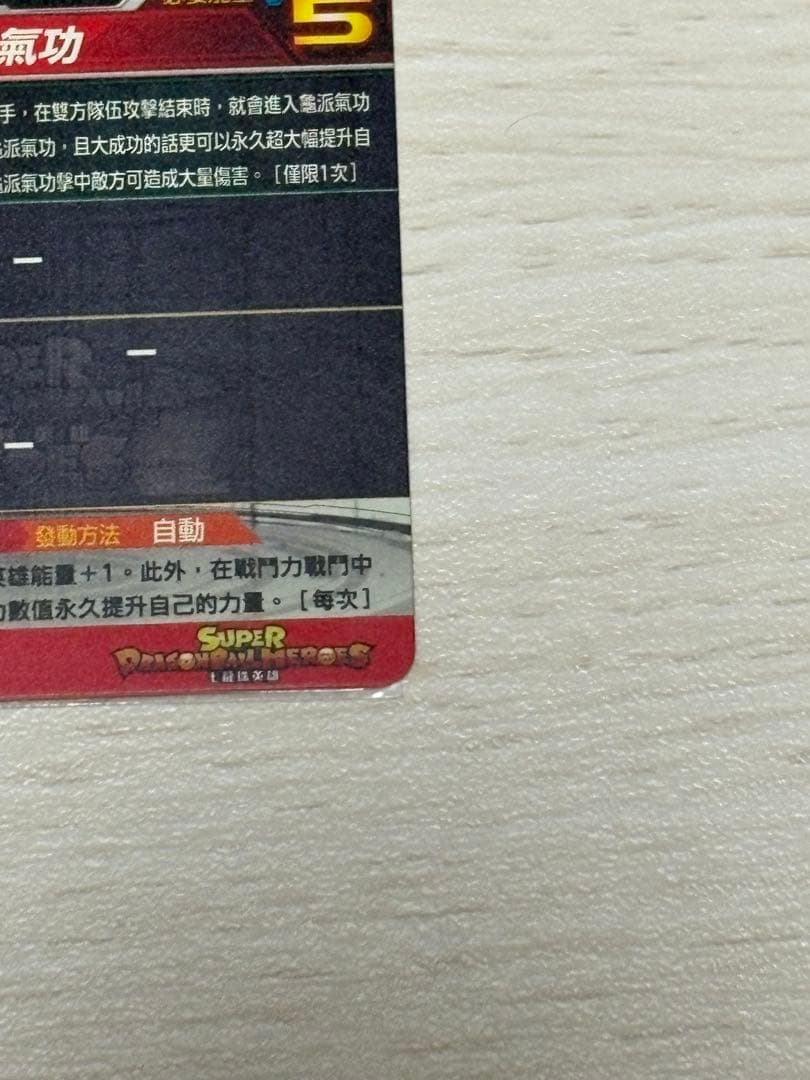 5
氣功
手，在雙方隊伍攻擊結束時，就會進入龜派氣功
派氣功，且大成功的話更可以永久超大幅提升自
派氣功擊中敵方可造成大量傷害。［僅限1次］
－
－
－
發動方法 自動
英雄能量＋1。此外，在戰鬥力戰鬥中
數值永久提升自己的力量。［每次］
SUPER
DRAGONBALL HEROES